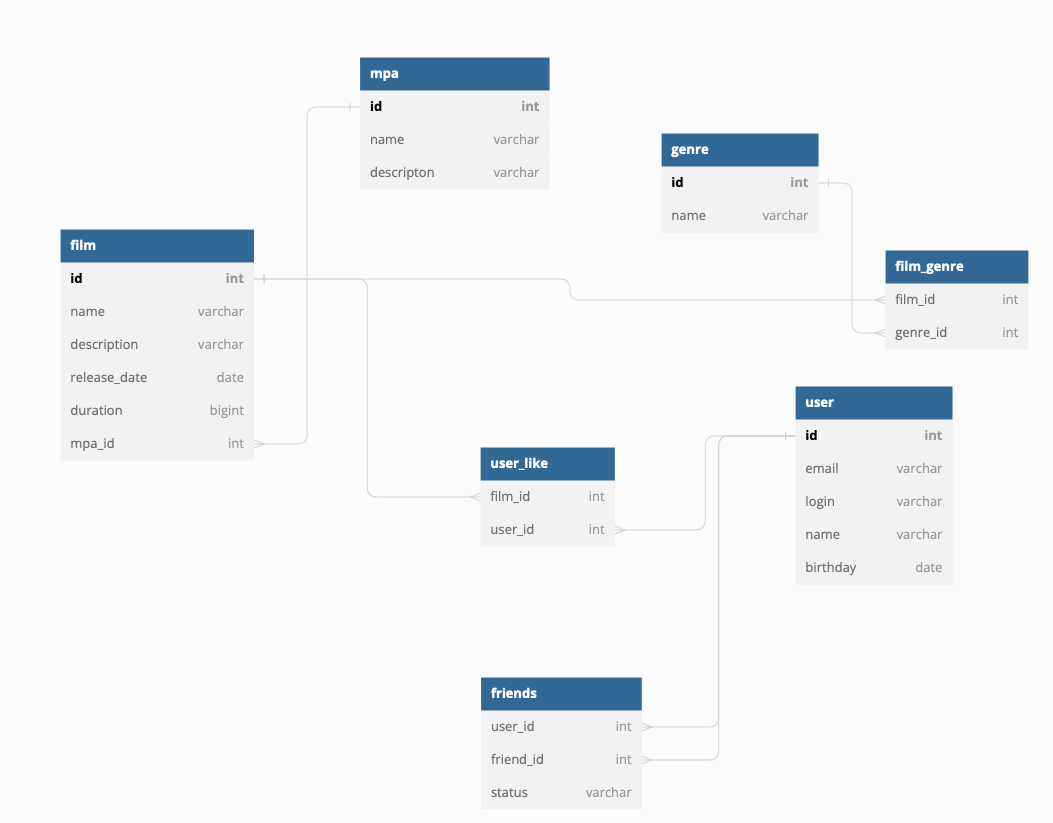 mpa
id int
name varchar
descripton varchar
genre
id int
name varchar
film
id int
name varchar
description varchar
release_date date
duration bigint
mpa_id int
film_genre
film_id int
genre_id int
user
id int
email varchar
login varchar
name varchar
birthday date
user_like
film_id int
user_id int
friends
user_id int
friend_id int
status varchar